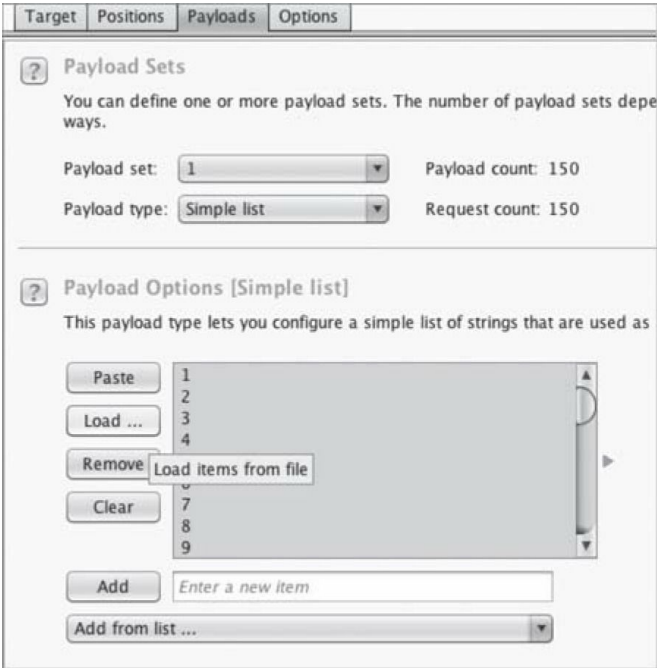 Target Positions Payloads Options
? Payload Sets
You can define one or more payload sets. The number of payload sets depe
ways.
Payload set: 1 Payload count: 150
Payload type: Simple list Request count: 150
? Payload Options [Simple list]
This payload type lets you configure a simple list of strings that are used as
Paste
Load ...
Remove
Clear
1
2
3
4
Load items from file
7
8
9
Add Enter a new item
Add from list ...